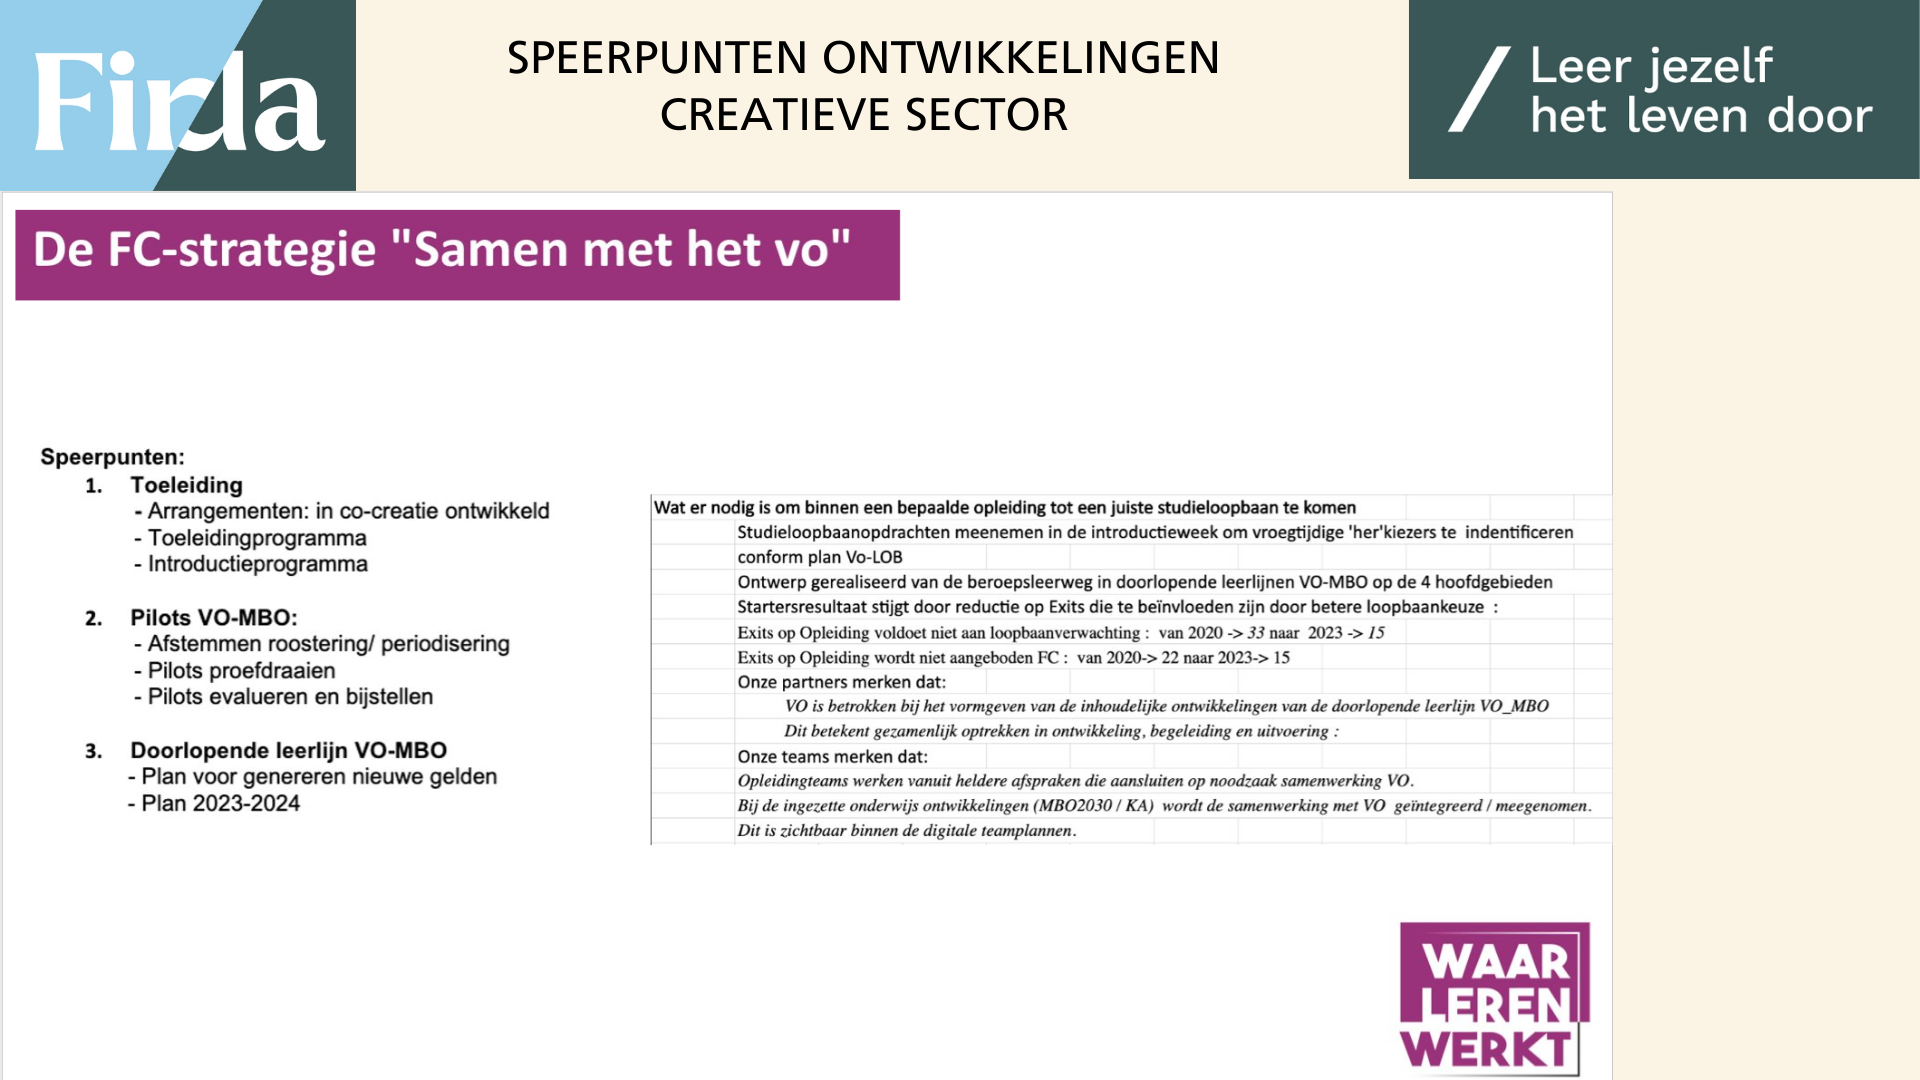 Firda
SPEERPUNTEN ONTWIKKELINGEN
CREATIEVE SECTOR
Leer jezelf
het leven door
De FC-strategie "Samen met het vo"
Speerpunten:
1. Toeleiding
- Arrangementen: in co-creatie ontwikkeld
- Toeleidingprogramma
- Introductieprogramma
2. Pilots VO-MBO:
- Afstemmen roostering/ periodisering
- Pilots proefdraaien
- Pilots evalueren en bijstellen
3. Doorlopende leerlijn VO-MBO
- Plan voor genereren nieuwe gelden
- Plan 2023-2024
Wat er nodig is om binnen een bepaalde opleiding tot een juiste studieloopbaan te komen
Studieloopbaanopdrachten meenemen in de introductieweek om vroegtijdige 'her'kiezers te indentificeren
conform plan Vo-LOB
Ontwerp gerealiseerd van de beroepsleerweg in doorlopende leerlijnen VO-MBO op de 4 hoofdgebieden
Startersresultaat stijgt door reductie op Exits die te beïnvloeden zijn door betere loopbaankeuze :
Exits op Opleiding voldoet niet aan loopbaanverwachting : van 2020 -> 33 naar 2023 -> 15
Exits op Opleiding wordt niet aangeboden FC : van 2020-> 22 naar 2023-> 15
Onze partners merken dat:
VO is betrokken bij het vormgeven van de inhoudelijke ontwikkelingen van de doorlopende leerlijn VO_MBO
Dit betekent gezamenlijk optrekken in ontwikkeling, begeleiding en uitvoering :
Onze teams merken dat:
Opleidingteams werken vanuit heldere afspraken die aansluiten op noodzaak samenwerking VO.
Bij de ingezette onderwijs ontwikkelingen (MBO2030 / KA) wordt de samenwerking met VO geïntegreerd / meegenomen.
Dit is zichtbaar binnen de digitale teamplannen.
WAAR
LEREN
WERKT